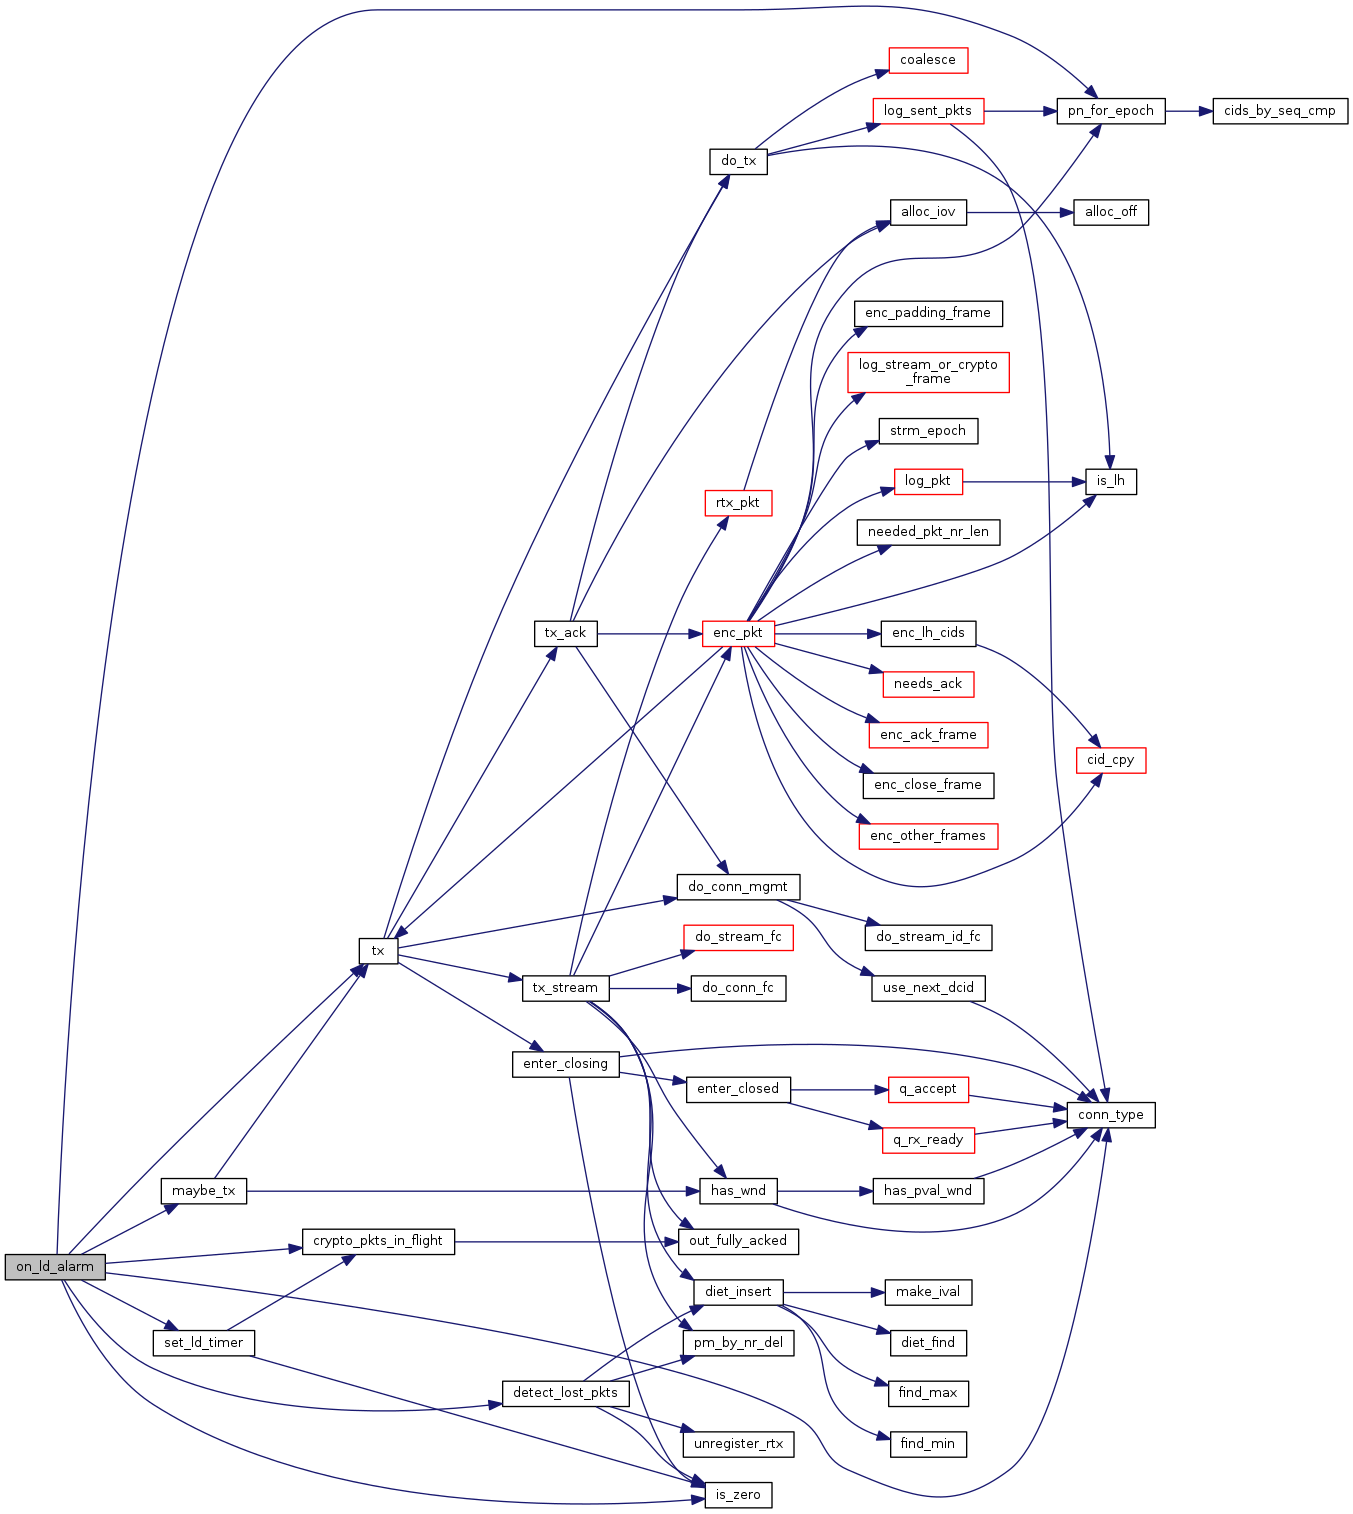 coalesce
log_sent_pkts
pn_for_epoch
cids_by_seq_cmp
do_tx
alloc_iov
alloc_off
enc_padding_frame
log_stream_or_crypto
_frame
strm_epoch
log_pkt
is_lh
rtx_pkt
needed_pkt_nr_len
tx_ack
enc_pkt
enc_lh_cids
needs_ack
enc_ack_frame
cid_cpy
enc_close_frame
enc_other_frames
do_conn_mgmt
do_stream_fc
do_stream_id_fc
tx
tx_stream
do_conn_fc
use_next_dcid
enter_closing
enter_closed
q_accept
conn_type
q_rx_ready
maybe_tx
has_wnd
has_pval_wnd
crypto_pkts_in_flight
out_fully_acked
on_ld_alarm
diet_insert
make_ival
set_ld_timer
pm_by_nr_del
diet_find
detect_lost_pkts
find_max
unregister_rtx
find_min
is_zero